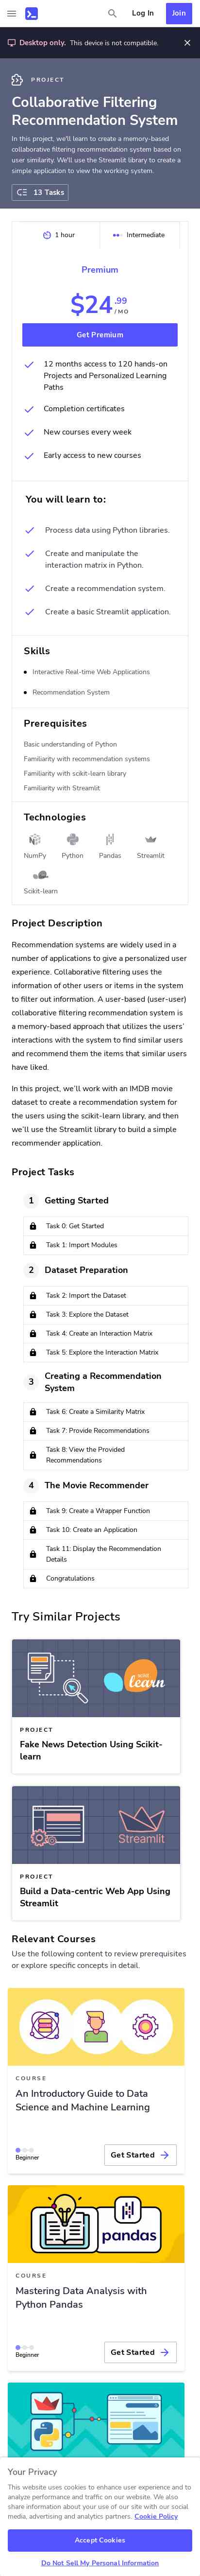 Log In
Join
Desktop only. This device is not compatible.
PROJECT
Collaborative Filtering
Recommendation System
In this project, we'll learn to create a memory-based
collaborative filtering recommendation system based on
user similarity. We'll use the Streamlit library to create a
simple application to view the working system.
13 Tasks
1 hour
Intermediate
Premium
$24.99
/MO
Get Premium
12 months access to 120 hands-on
Projects and Personalized Learning
Paths
Completion certificates
New courses every week
Early access to new courses
You will learn to:
Process data using Python libraries.
Create and manipulate the
interaction matrix in Python.
Create a recommendation system.
Create a basic Streamlit application.
Skills
Interactive Real-time Web Applications
Recommendation System
Prerequisites
Basic understanding of Python
Familiarity with recommendation systems
Familiarity with scikit-learn library
Familiarity with Streamlit
Technologies
NumPy
Python
Pandas
Streamlit
Scikit-learn
Project Description
Recommendation systems are widely used in a
number of applications to give a personalized user
experience. Collaborative filtering uses the
information of other users or items in the system
to filter out information. A user-based (user-user)
collaborative filtering recommendation system is
a memory-based approach that utilizes the users'
interactions with the system to find similar users
and recommend them the items that similar users
have liked.
In this project, we'll work with an IMDB movie
dataset to create a recommendation system for
the users using the scikit-learn library, and then
we'll use the Streamlit library to build a simple
recommender application.
Project Tasks
1
Getting Started
Task 0: Get Started
Task 1: Import Modules
2
Dataset Preparation
Task 2: Import the Dataset
Task 3: Explore the Dataset
Task 4: Create an Interaction Matrix
Task 5: Explore the Interaction Matrix
3
Creating a Recommendation
System
Task 6: Create a Similarity Matrix
Task 7: Provide Recommendations
Task 8: View the Provided
Recommendations
4
The Movie Recommender
Task 9: Create a Wrapper Function
Task 10: Create an Application
Task 11: Display the Recommendation
Details
Congratulations
Try Similar Projects
learn
PROJECT
Fake News Detection Using Scikit-
learn
Streamlit
PROJECT
Build a Data-centric Web App Using
Streamlit
Relevant Courses
Use the following content to review prerequisites
or explore specific concepts in detail.
COURSE
An Introductory Guide to Data
Science and Machine Learning
Beginner
Get Started
pandas
COURSE
Mastering Data Analysis with
Python Pandas
Beginner
Get Started
Your Privacy
This website uses cookies to enhance user experience and to
analyze performance and traffic on our website. We also
share information about your use of our site with our social
media, advertising and analytics partners. Cookie Policy
Accept Cookies
Do Not Sell My Personal Information